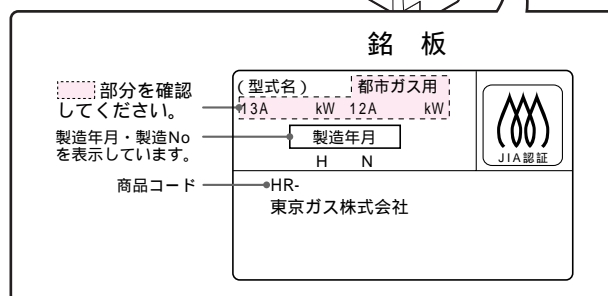 銘 板
部分を確認
してください。
製造年月・製造No
を表示しています。
商品コード
(型式名) 都市ガス用
13A kW 12A kW
製造年月
H N
HR-
東京ガス株式会社
JIA認証